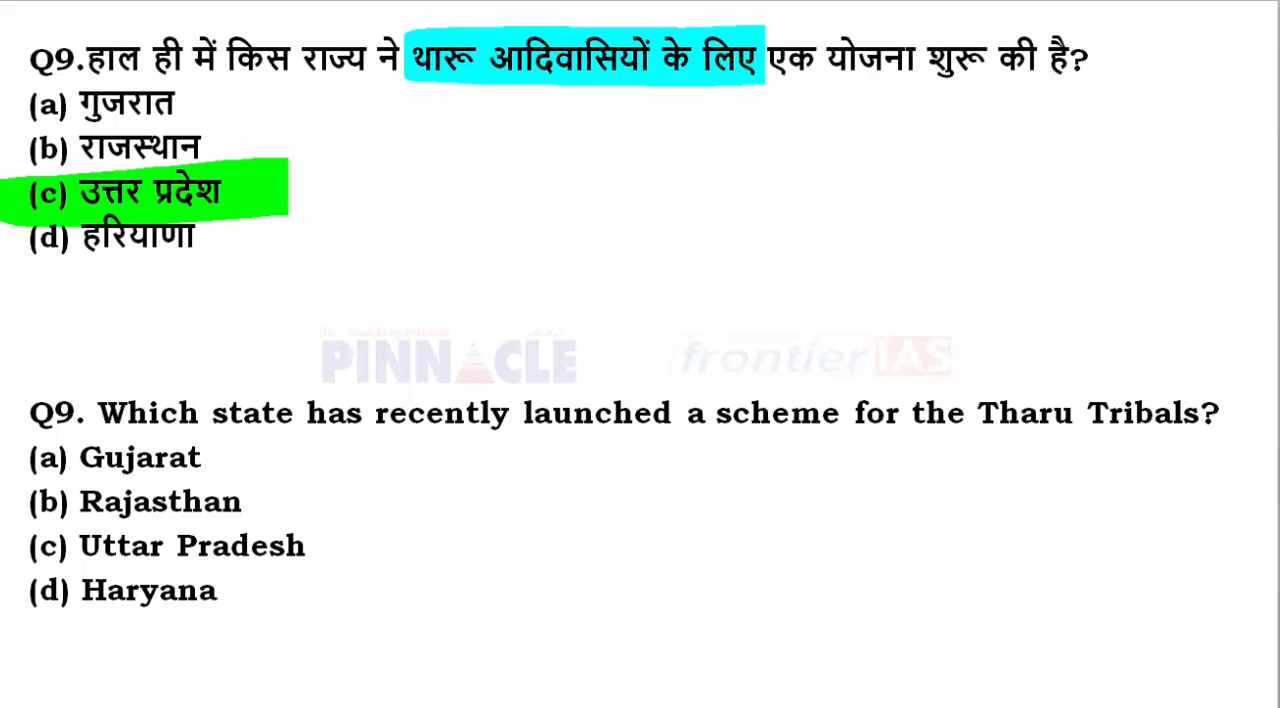 Q9.हाल ही में किस राज्य ने थारू आदिवासियों के लिए एक योजना शुरू की है?
(a) गुजरात
(b) राजस्थान
(c) उत्तर प्रदेश
(d) हरियाणा
PINNACLE frontier IAS
Q9. Which state has recently launched a scheme for the Tharu Tribals?
(a) Gujarat
(b) Rajasthan
(c) Uttar Pradesh
(d) Haryana